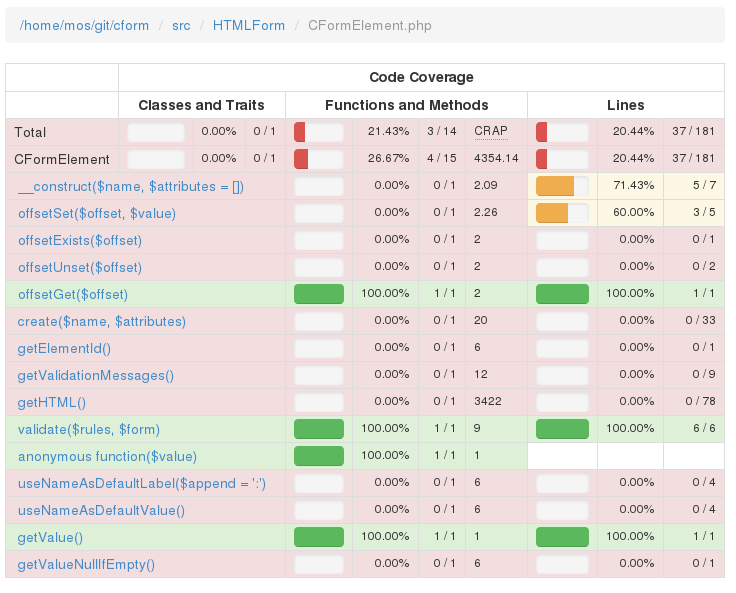 /home/mos/git/cform / src / HTMLForm / CFormElement.php
Code Coverage
Classes and Traits Functions and Methods Lines
Total 0.00% 0 / 1 21.43% 3 / 14 CRAP 20.44% 37 / 181
CFormElement 0.00% 0 / 1 26.67% 4 / 15 4354.14 20.44% 37 / 181
__construct($name, $attributes = []) 0.00% 0 / 1 2.09 71.43% 5 / 7
offsetSet($offset, $value) 0.00% 0 / 1 2.26 60.00% 3 / 5
offsetExists($offset) 0.00% 0 / 1 2 0.00% 0 / 1
offsetUnset($offset) 0.00% 0 / 1 2 0.00% 0 / 2
offsetGet($offset) 100.00% 1 / 1 2 100.00% 1 / 1
create($name, $attributes) 0.00% 0 / 1 20 0.00% 0 / 33
getElementId() 0.00% 0 / 1 6 0.00% 0 / 1
getValidationMessages() 0.00% 0 / 1 12 0.00% 0 / 9
getHTML() 0.00% 0 / 1 3422 0.00% 0 / 78
validate($rules, $form) 100.00% 1 / 1 9 100.00% 6 / 6
anonymous function($value) 100.00% 1 / 1 1
useNameAsDefaultLabel($append = ':') 0.00% 0 / 1 6 0.00% 0 / 4
useNameAsDefaultValue() 0.00% 0 / 1 6 0.00% 0 / 4
getValue() 100.00% 1 / 1 1 100.00% 1 / 1
getValueNullIfEmpty() 0.00% 0 / 1 6 0.00% 0 / 1